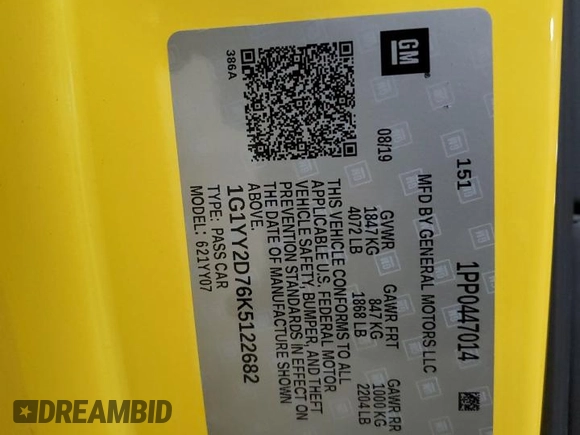 GM
386A
08/19
151
MFD BY GENERAL MOTORS LLC
1PP0447014
GVWR
1847 KG
4072 LB
GAWR FRT
847 KG
1868 LB
GAWR RR
1000 KG
2204 LB
THIS VEHICLE CONFORMS TO ALL
APPLICABLE U.S. FEDERAL MOTOR
VEHICLE SAFETY, BUMPER, AND THEFT
PREVENTION STANDARDS IN EFFECT ON
THE DATE OF MANUFACTURE SHOWN
ABOVE.
1G1YY2D76K5122682
TYPE: PASS CAR
MODEL: 621YY07
DREAMBID